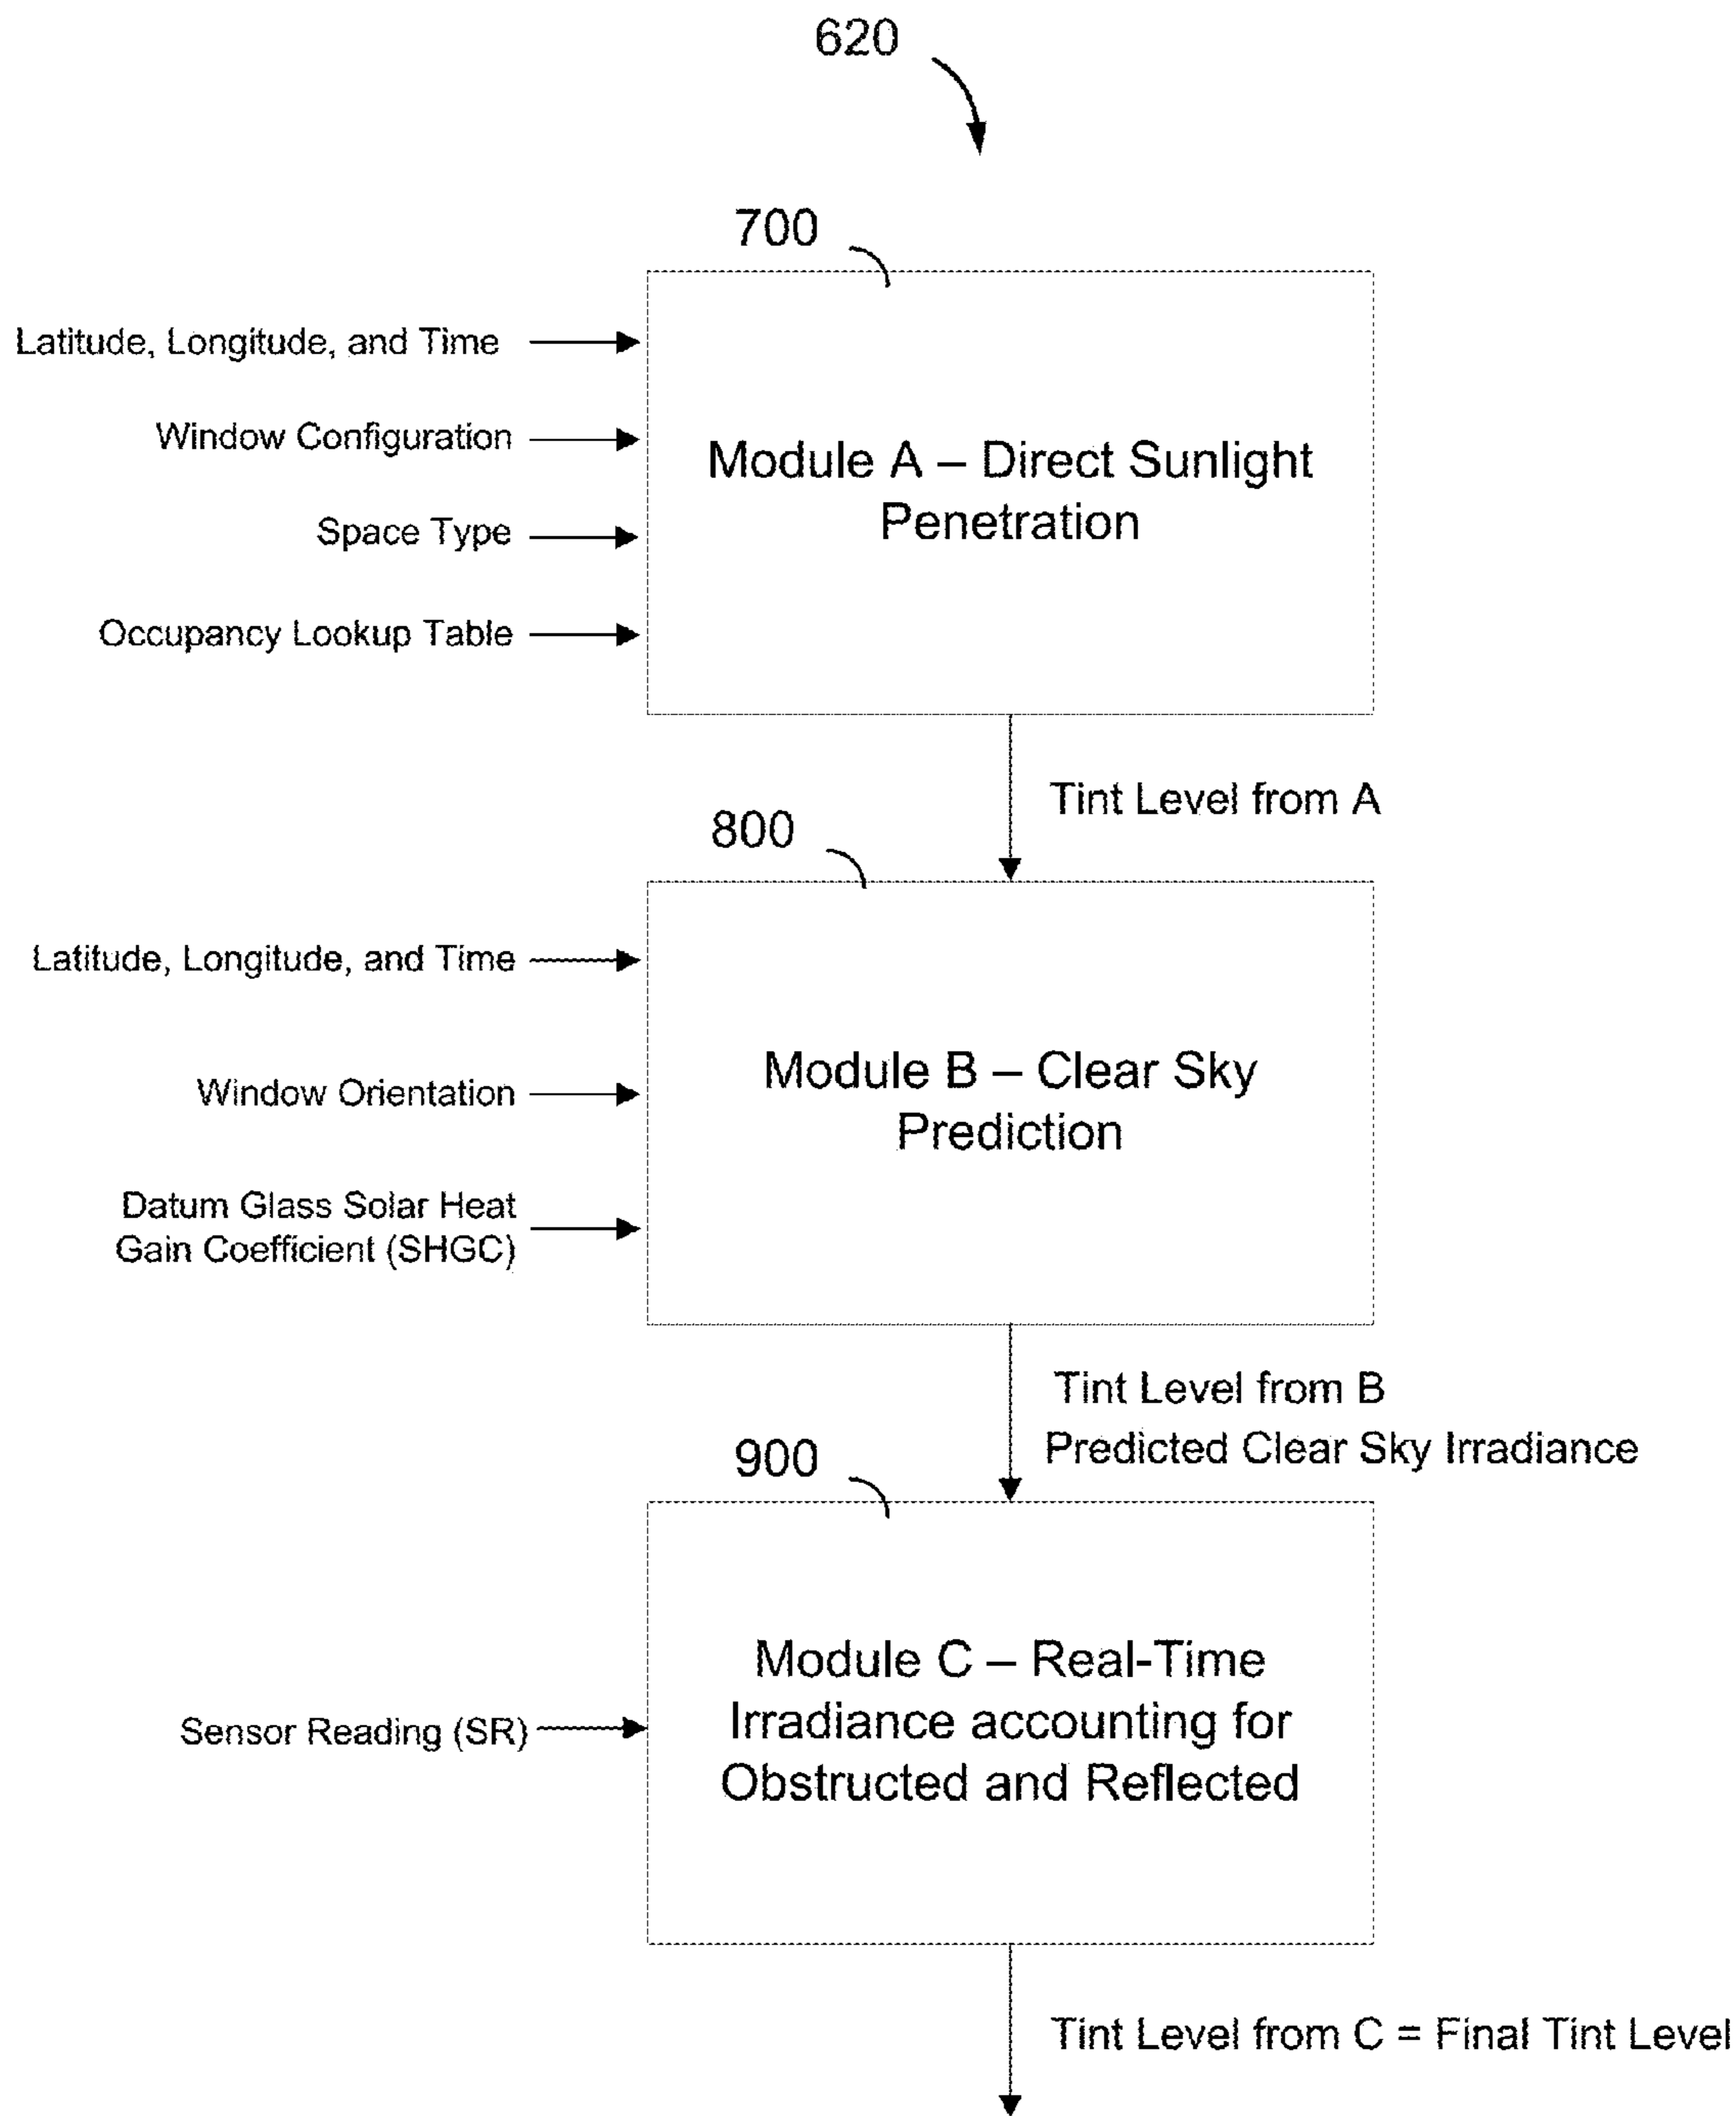 620
700
Latitude, Longitude, and Time
Window Configuration
Space Type
Occupancy Lookup Table
Module A – Direct Sunlight
Penetration
Tint Level from A
800
Latitude, Longitude, and Time
Window Orientation
Datum Glass Solar Heat
Gain Coefficient (SHGC)
Module B – Clear Sky
Prediction
Tint Level from B
Predicted Clear Sky Irradiance
900
Sensor Reading (SR)
Module C – Real-Time
Irradiance accounting for
Obstructed and Reflected
Tint Level from C = Final Tint Level